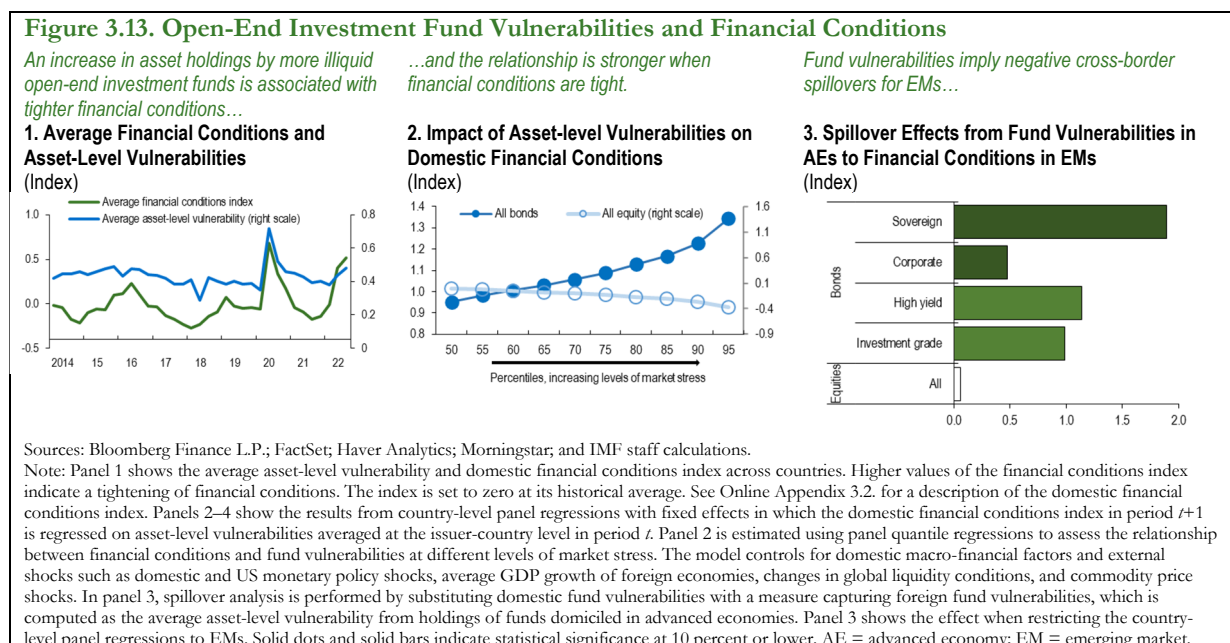 Figure 3.13. Open-End Investment Fund Vulnerabilities and Financial Conditions
An increase in asset holdings by more illiquid
open-end investment funds is associated with
tighter financial conditions…
1. Average Financial Conditions and
Asset-Level Vulnerabilities
(Index)
Average financial conditions index
Average asset-level vulnerability (right scale)
1.0
0.5
0.0
-0.5
0.8
0.6
0.4
0.2
0
2014 15 16 17 18 19 20 21 22
…and the relationship is stronger when
financial conditions are tight.
2. Impact of Asset-level Vulnerabilities on
Domestic Financial Conditions
(Index)
All bonds
All equity (right scale)
1.4
1.3
1.2
1.1
1.0
0.9
0.8
1.6
1.1
0.6
0.1
-0.4
-0.9
50 55 60 65 70 75 80 85 90 95
Percentiles, increasing levels of market stress
Fund vulnerabilities imply negative cross-border
spillovers for EMs…
3. Spillover Effects from Fund Vulnerabilities in
AEs to Financial Conditions in EMs
(Index)
Bonds
Sovereign
Corporate
High yield
Investment grade
Equities
All
0.0 0.5 1.0 1.5 2.0
Sources: Bloomberg Finance L.P.; FactSet; Haver Analytics; Morningstar; and IMF staff calculations.
Note: Panel 1 shows the average asset-level vulnerability and domestic financial conditions index across countries. Higher values of the financial conditions index
indicate a tightening of financial conditions. The index is set to zero at its historical average. See Online Appendix 3.2. for a description of the domestic financial
conditions index. Panels 2–4 show the results from country-level panel regressions with fixed effects in which the domestic financial conditions index in period t+1
is regressed on asset-level vulnerabilities averaged at the issuer-country level in period t. Panel 2 is estimated using panel quantile regressions to assess the relationship
between financial conditions and fund vulnerabilities at different levels of market stress. The model controls for domestic macro-financial factors and external
shocks such as domestic and US monetary policy shocks, average GDP growth of foreign economies, changes in global liquidity conditions, and commodity price
shocks. In panel 3, spillover analysis is performed by substituting domestic fund vulnerabilities with a measure capturing foreign fund vulnerabilities, which is
computed as the average asset-level vulnerability from holdings of funds domiciled in advanced economies. Panel 3 shows the effect when restricting the country-
level panel regressions to EMs. Solid dots and solid bars indicate statistical significance at 10 percent or lower. AE = advanced economy; EM = emerging market.